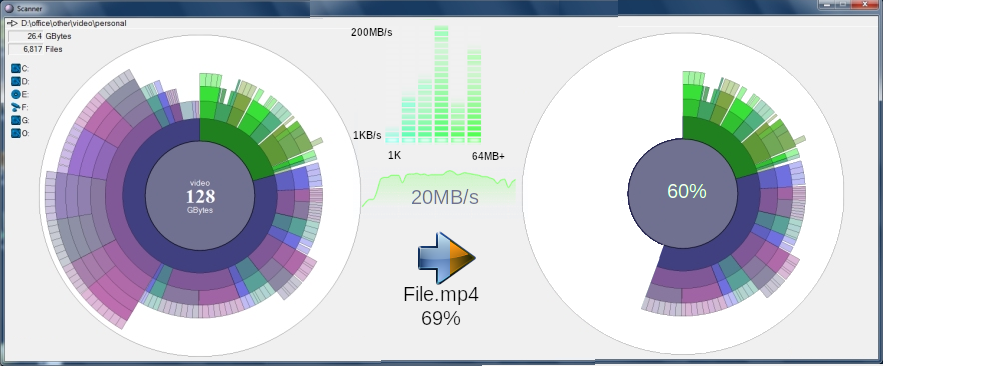 Scanner
D:\office\other\video\personal
26.4 GBytes
6,817 Files
C:
D:
E:
F:
G:
O:
video
128
GBytes
200MB/s
1KB/s
1K 64MB+
20MB/s
File.mp4
69%
60%